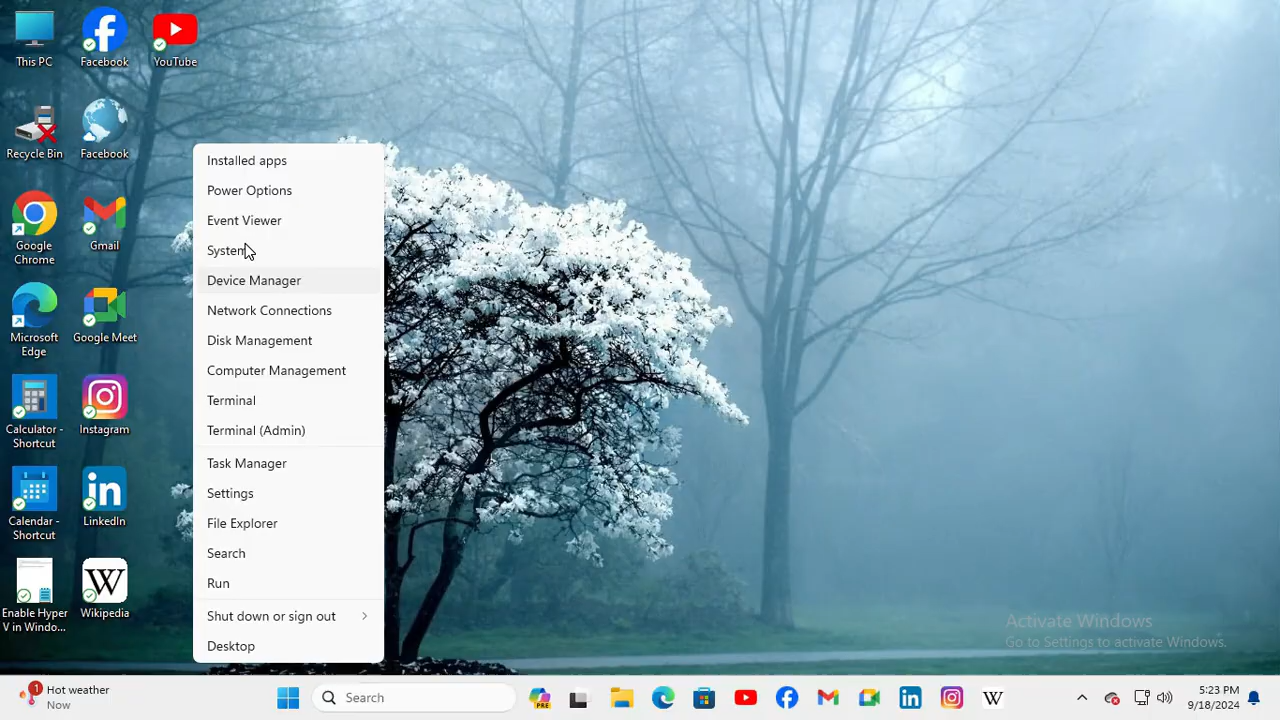 This PC
Facebook
YouTube
Recycle Bin
Facebook
Google
Chrome
Gmail
Microsoft
Edge
Google Meet
Calculator -
Shortcut
Instagram
Calendar -
Shortcut
LinkedIn
Enable Hyper
V in Windo...
Wikipedia
Installed apps
Power Options
Event Viewer
System
Device Manager
Network Connections
Disk Management
Computer Management
Terminal
Terminal (Admin)
Task Manager
Settings
File Explorer
Search
Run
Shut down or sign out
Desktop
Activate Windows
Go to Settings to activate Windows.
1
Hot weather
Now
Search
PRE
5:23 PM
9/18/2024